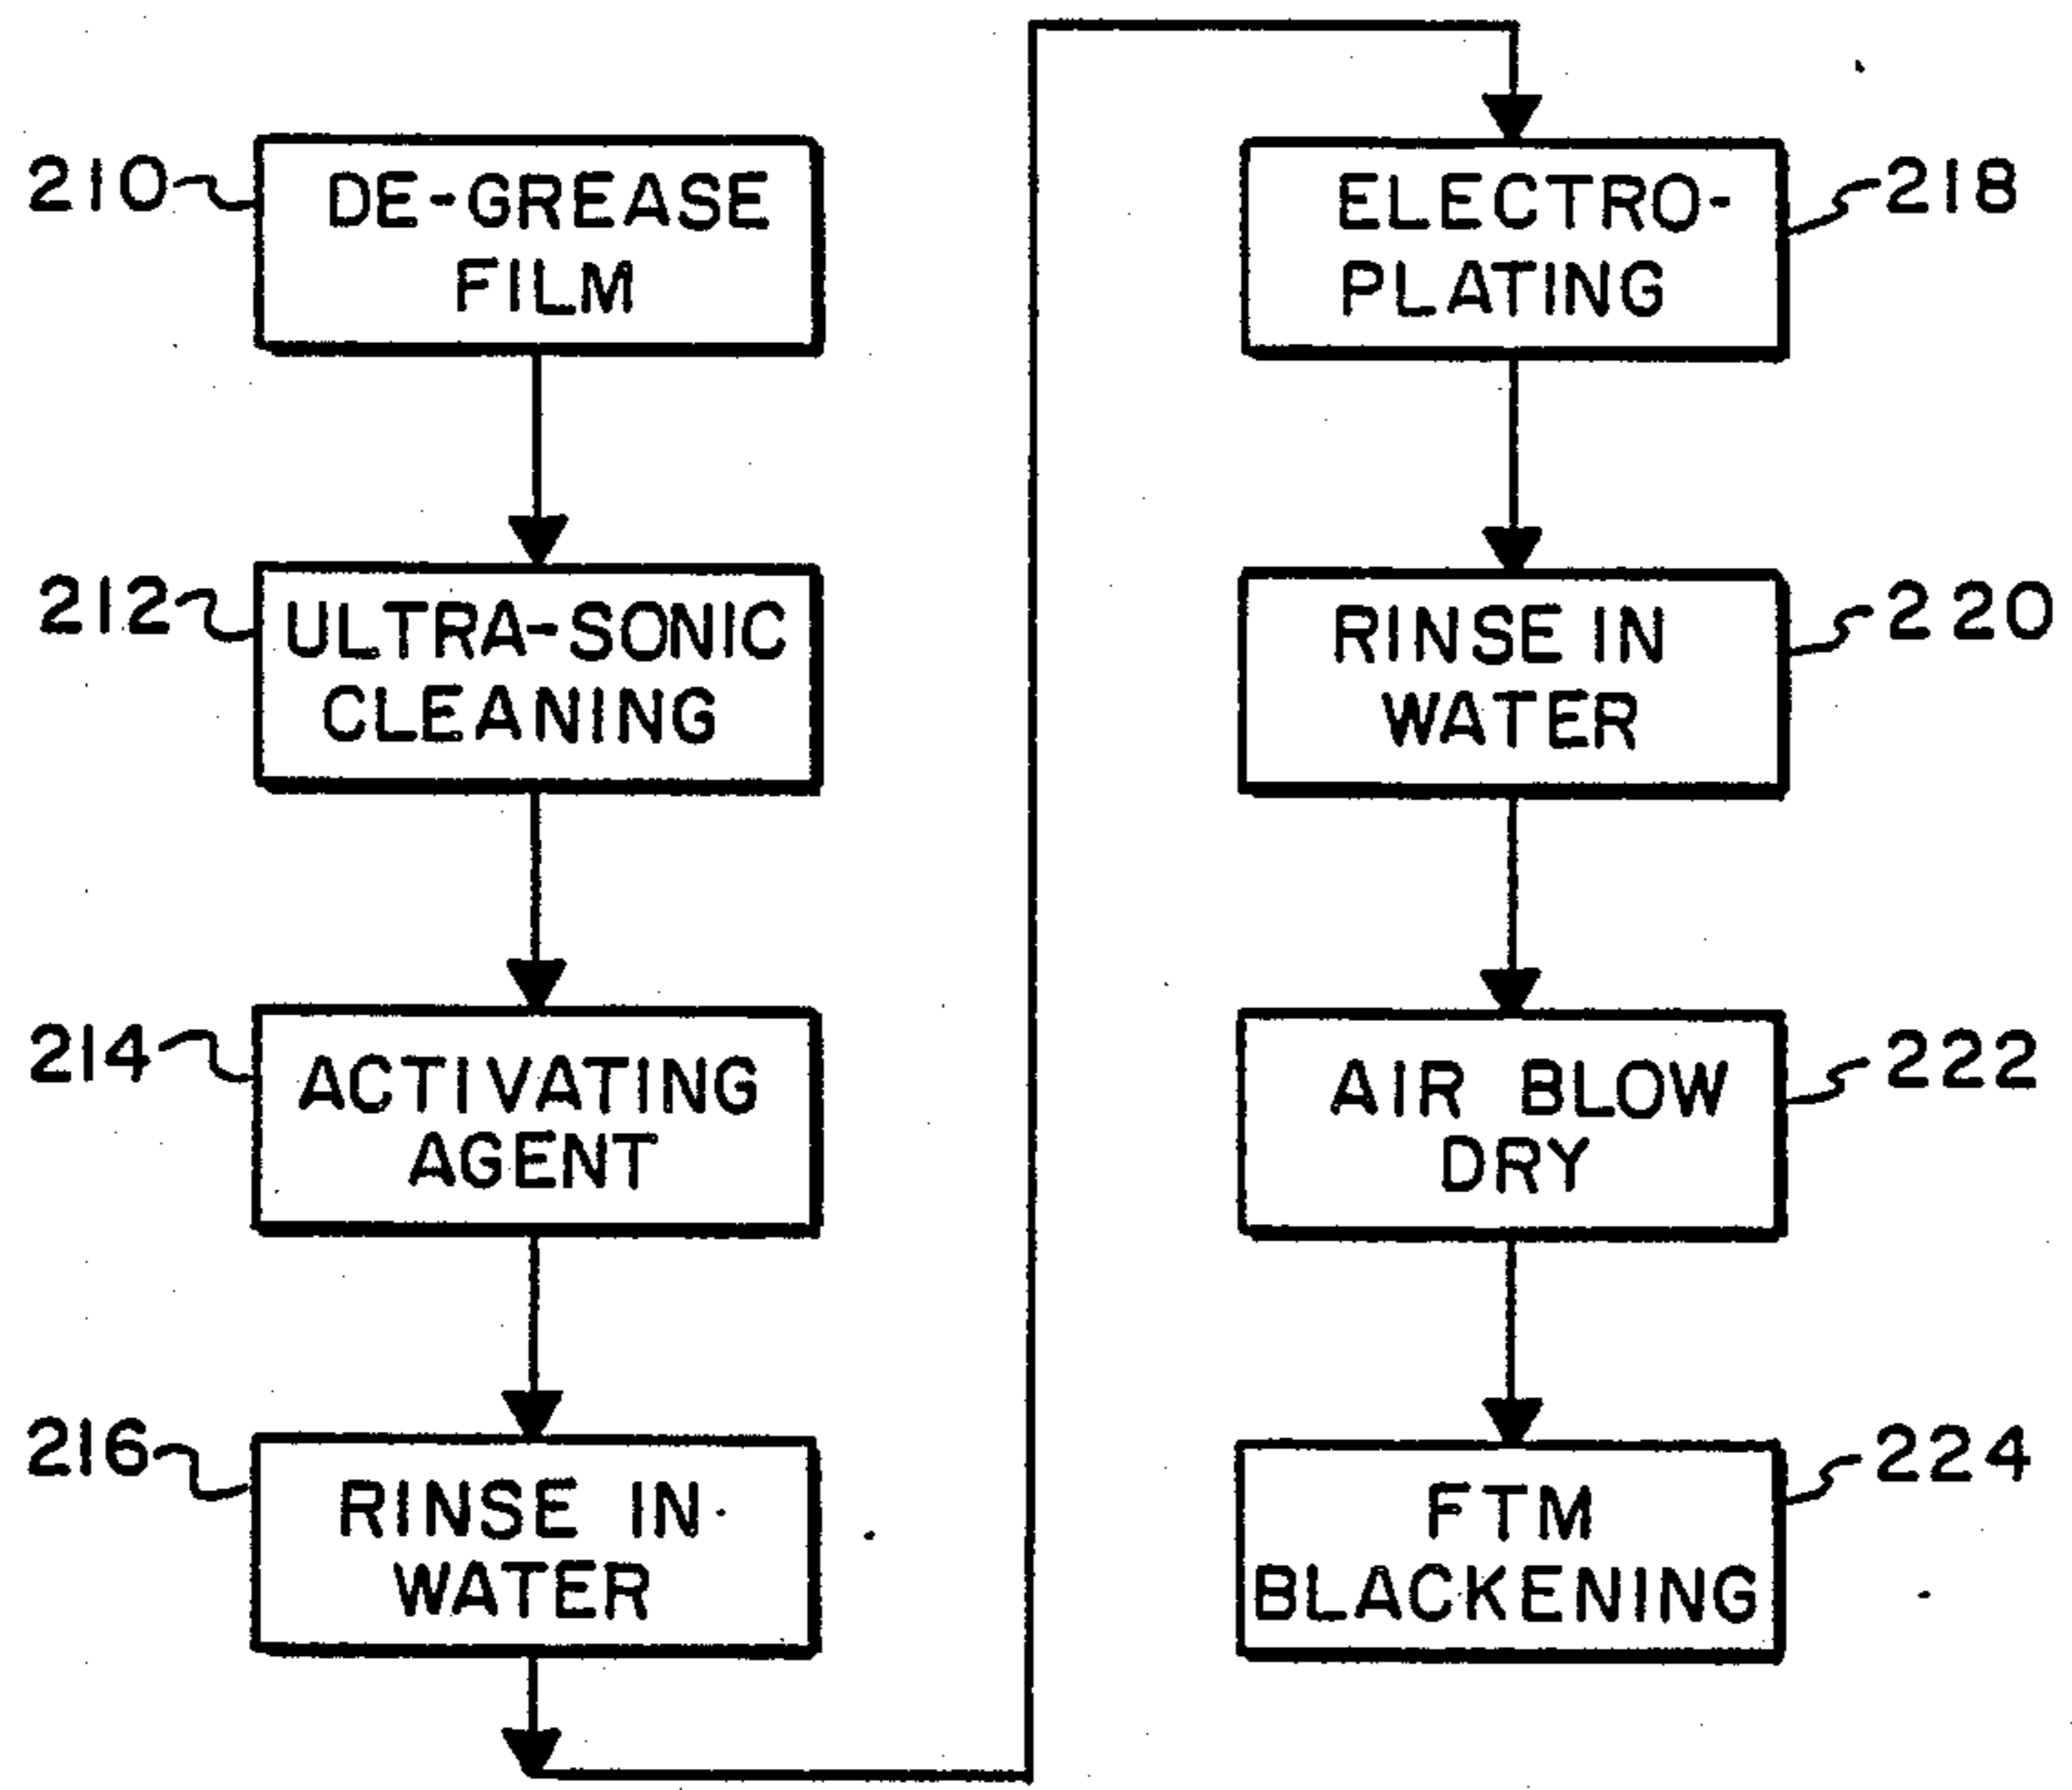 210
DE-GREASE
FILM
212
ULTRA-SONIC
CLEANING
214
ACTIVATING
AGENT
216
RINSE IN
WATER
ELECTRO-
PLATING
218
RINSE IN
WATER
220
AIR BLOW
DRY
222
FTM
BLACKENING
224